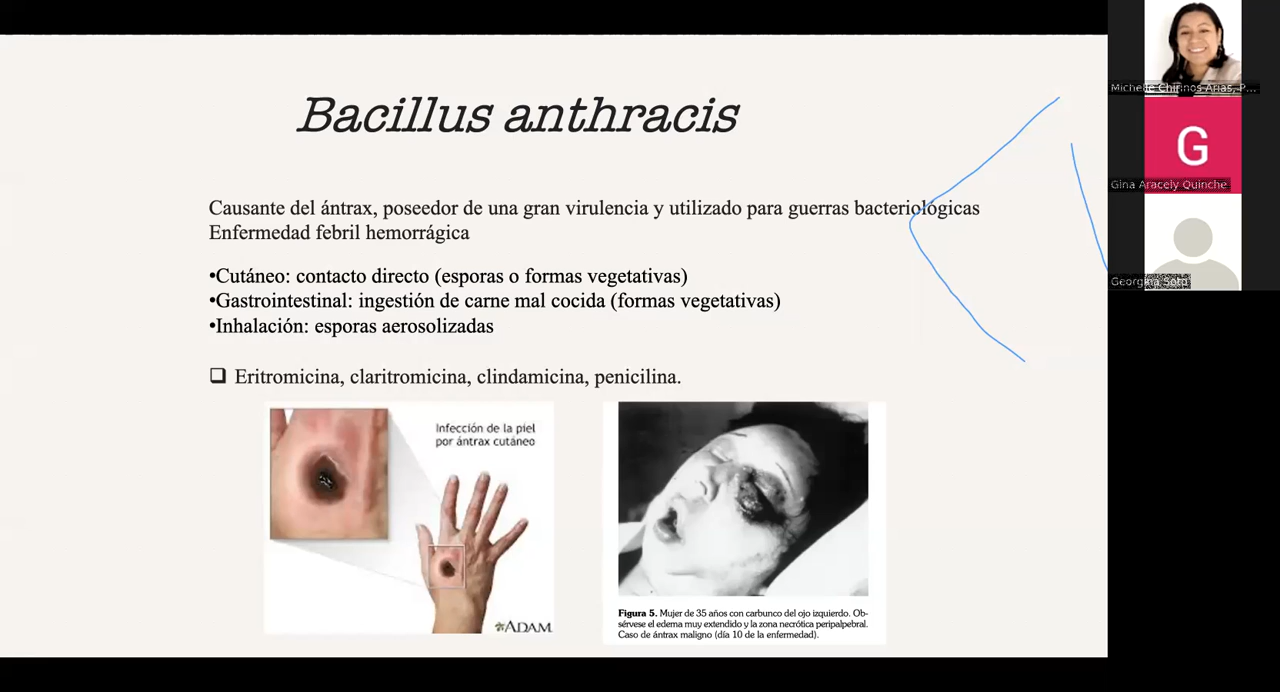 Bacillus anthracis
Causante del ántrax, poseedor de una gran virulencia y utilizado para guerras bacteriológicas
Enfermedad febril hemorrágica
•Cutáneo: contacto directo (esporas o formas vegetativas)
•Gastrointestinal: ingestión de carne mal cocida (formas vegetativas)
•Inhalación: esporas aerosolizadas
❑ Eritromicina, claritromicina, clindamicina, penicilina.
Infección de la piel
por ántrax cutáneo
ADAM
Figura 5. Mujer de 35 años con carbunco del ojo izquierdo. Ob-
sérvese el edema muy extendido y la zona necrótica peripalpebral.
Caso de ántrax maligno (día 10 de la enfermedad).
Michelle Chirinos Arias, P...
G
Gina Aracely Quinche
Georgina Soto